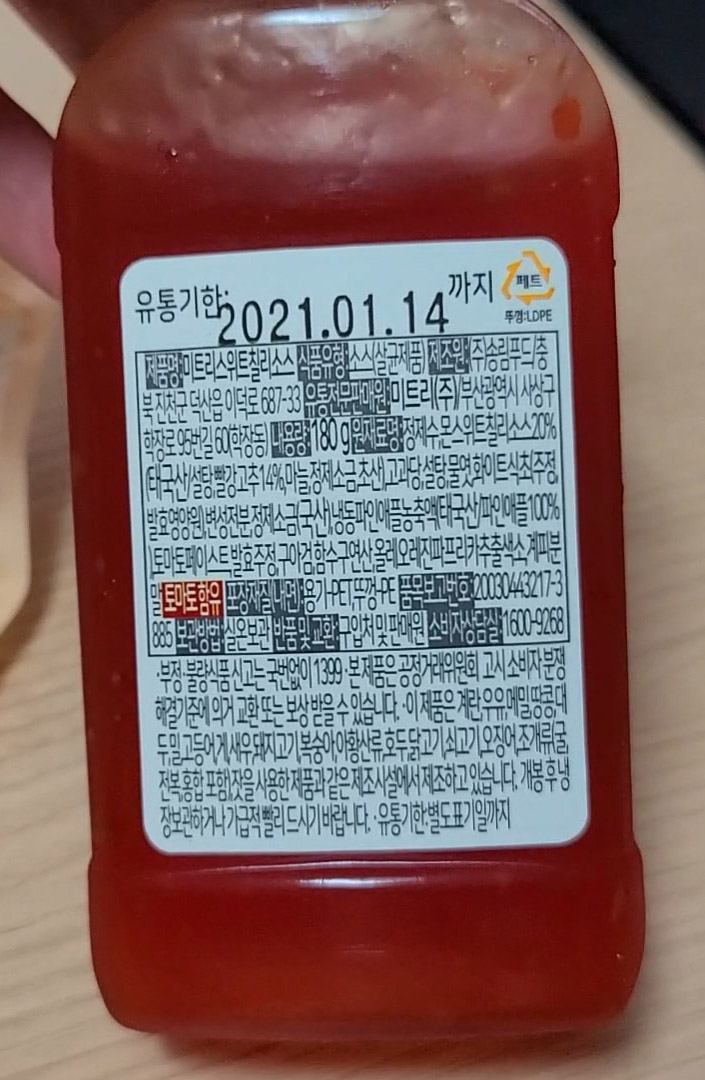 유통기한: 2021.01.14 까지
페트
뚜껑:LDPE
제품명:미트리스위트칠리소스 식품유형:소스(살균제품) 제조원:(주)송림푸드/충
북 진천군 덕산읍 이덕로 687-33 유통전문판매원:미트리(주)/부산광역시 사상구
학장로 95번길 60(학장동) 내용량:180 g 원재료명:정제수,몬스위트칠리소스20%
(태국산/설탕,빨강고추14%,마늘,정제소금,초산),고과당,설탕,물엿,화이트식초(주정,
발효영양원),변성전분,정제소금(국산),냉동파인애플농축액(태국산/파인애플100%
),토마토페이스트,발효주정,구아검,함수구연산,올레오레진파프리카추출색소,계피분
말 토마토함유 포장재질(내면):용기-PET,뚜껑-PE 품목보고번호:20030443217-3
885 보관방법:실온보관 반품및교환:구입처및판매원 소비자상담실:1600-9268
·부정·불량식품 신고는 국번없이 1399 ·본 제품은 공정거래위원회 고시 소비자 분쟁
해결기준에 의거 교환 또는 보상 받을 수 있습니다. ·이 제품은 계란,우유,메밀,땅콩,대
두,밀,고등어,게,새우,돼지고기,복숭아,아황산류,호두,닭고기,쇠고기,오징어,조개류(굴,
전복,홍합 포함),잣을 사용한 제품과 같은 제조시설에서 제조하고 있습니다. 개봉 후 냉
장보관하거나 가급적 빨리 드시기 바랍니다. ·유통기한:별도표기일까지